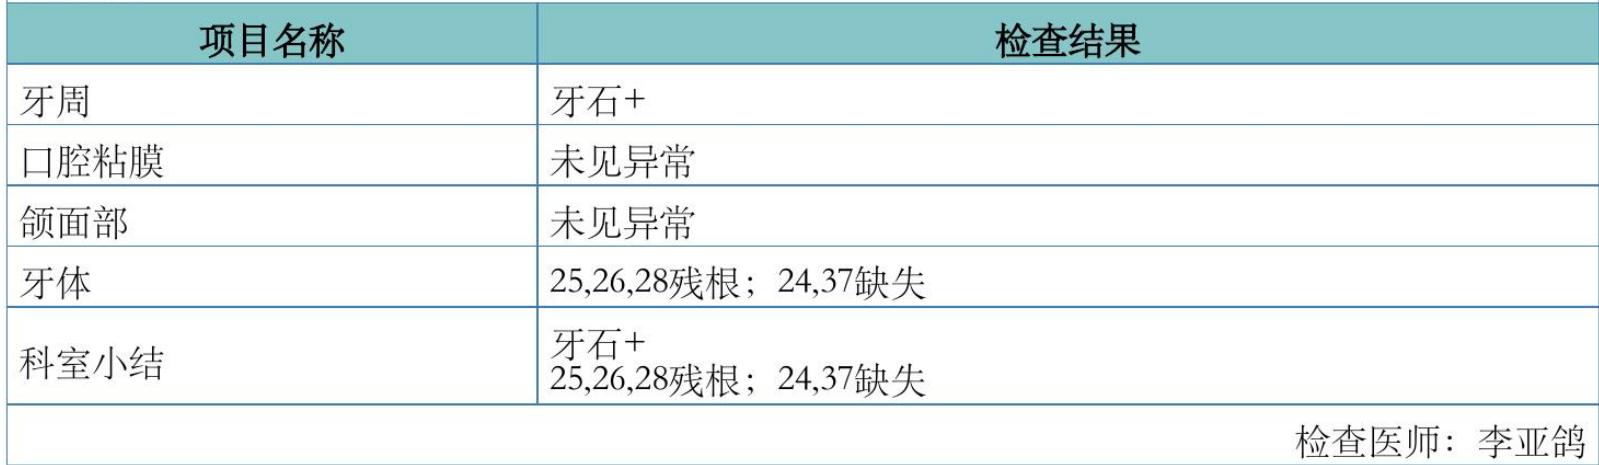 项目名称 检查结果
牙周 牙石+
口腔粘膜 未见异常
颌面部 未见异常
牙体 25,26,28残根；24,37缺失
科室小结 牙石+
25,26,28残根；24,37缺失
检查医师：李亚鸽